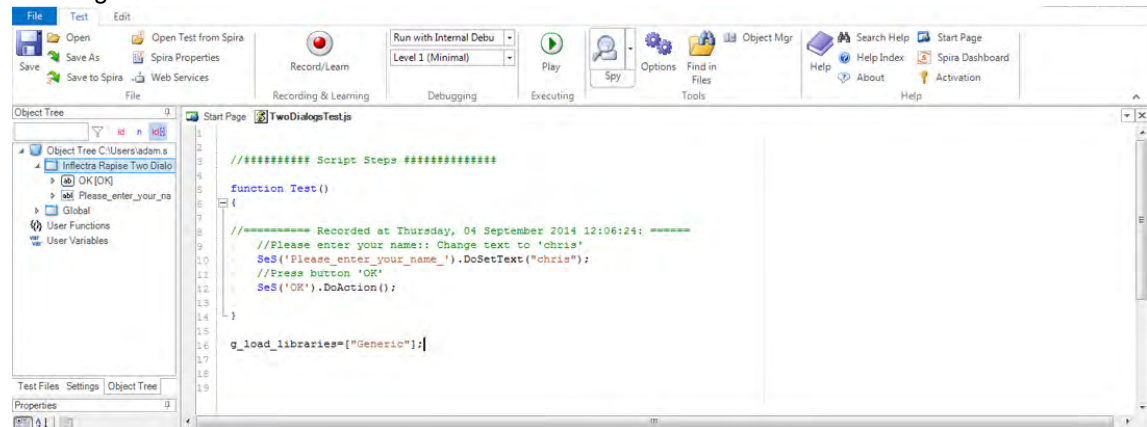 File Test Edit
Save
Open
Save As
Save to Spira
Open Test from Spira
Spira Properties
Web Services
File
Record/Learn
Recording & Learning
Run with Internal Debu
Level 1 (Minimal)
Debugging
Play
Executing
Spy
Options
Find in
Files
Object Mgr
Tools
Help
Search Help
Help Index
About
Start Page
Spira Dashboard
Activation
Help
Object Tree
id n id
Object Tree C:\Users\adam.s
Inflectra Rapise Two Dialo
ab OK [OK]
abl Please_enter_your_na
Global
User Functions
var User Variables
Test Files Settings Object Tree
Properties
Start Page TwoDialogsTest.js
1
2
3 //########## Script Steps ##############
4
5 function Test()
6 {
7
8 //========== Recorded at Thursday, 04 September 2014 12:06:24: ======
9 //Please enter your name:: Change text to 'chris'
10 SeS('Please_enter_your_name_').DoSetText("chris");
11 //Press button 'OK'
12 SeS('OK').DoAction();
13
14 }
15
16 g_load_libraries=["Generic"];
17
18
19